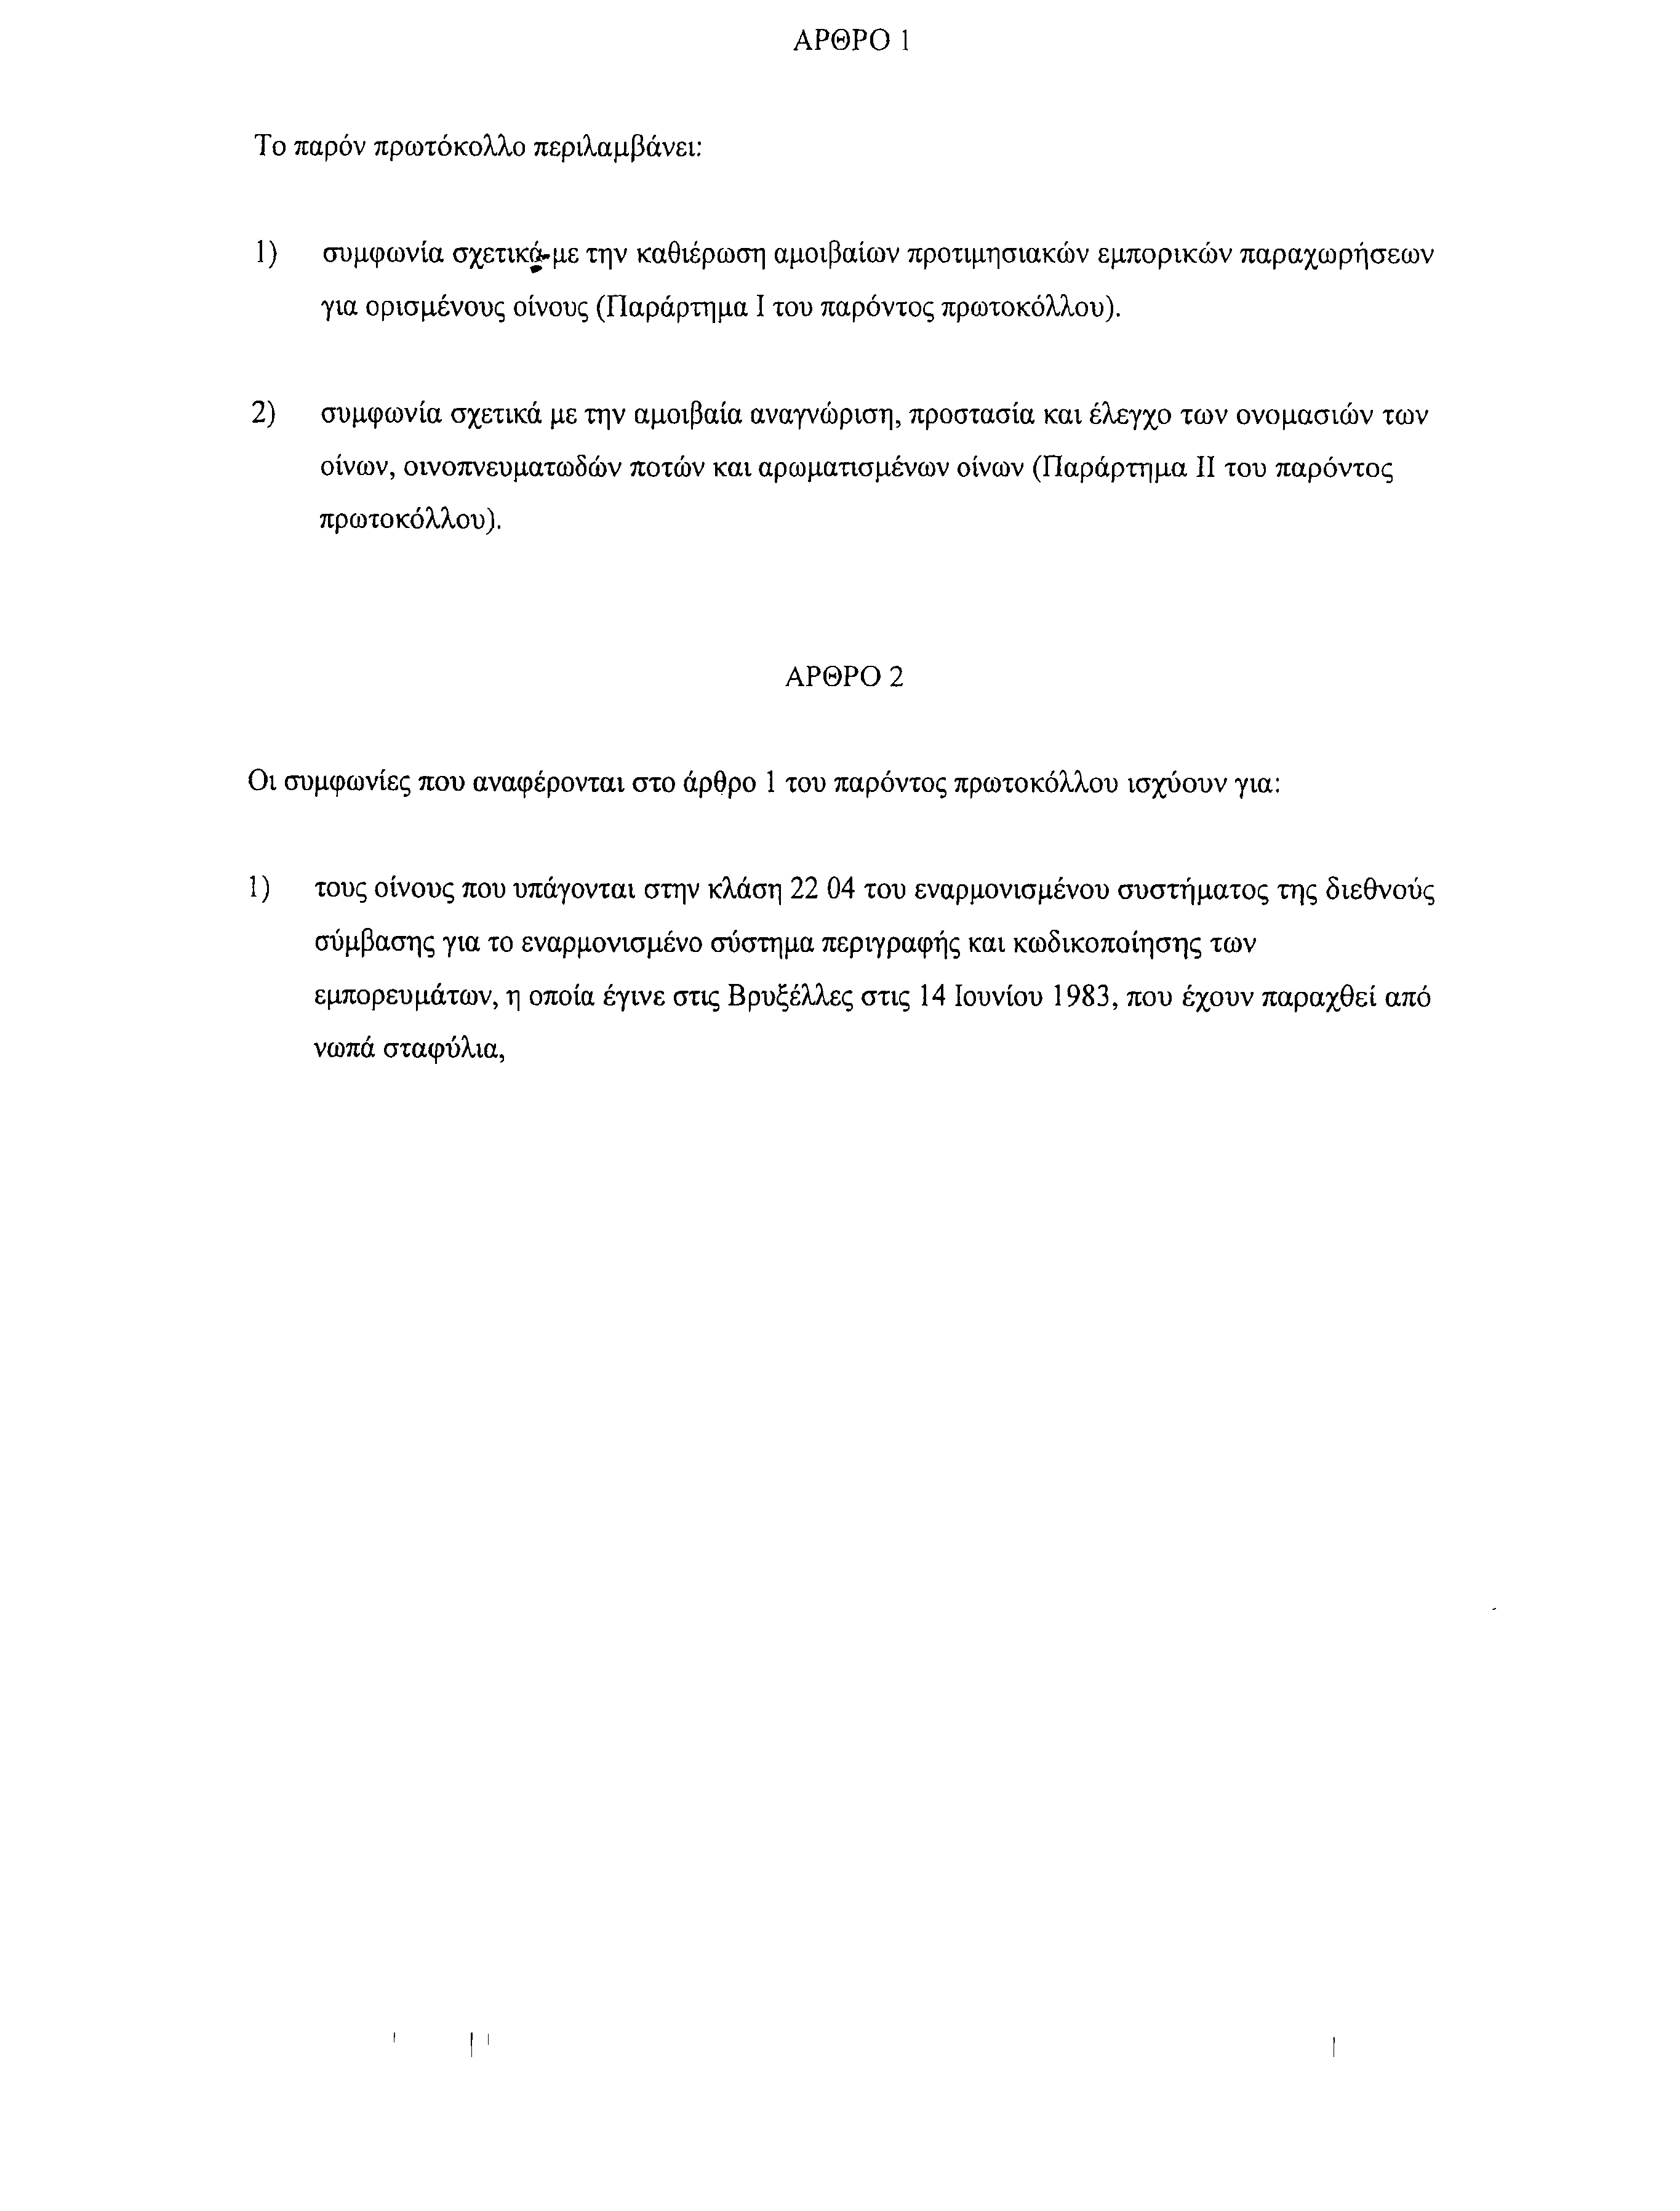 ΑΡΘΡΟ 1
Το παρόν πρωτόκολλο περιλαμβάνει:
1) συμφωνία σχετικά με την καθιέρωση αμοιβαίων προτιμησιακών εμπορικών παραχωρήσεων
για ορισμένους οίνους (Παράρτημα Ι του παρόντος πρωτοκόλλου).
2) συμφωνία σχετικά με την αμοιβαία αναγνώριση, προστασία και έλεγχο των ονομασιών των
οίνων, οινοπνευματωδών ποτών και αρωματισμένων οίνων (Παράρτημα ΙΙ του παρόντος
πρωτοκόλλου).
ΑΡΘΡΟ 2
Οι συμφωνίες που αναφέρονται στο άρθρο 1 του παρόντος πρωτοκόλλου ισχύουν για:
1) τους οίνους που υπάγονται στην κλάση 22 04 του εναρμονισμένου συστήματος της διεθνούς
σύμβασης για το εναρμονισμένο σύστημα περιγραφής και κωδικοποίησης των
εμπορευμάτων, η οποία έγινε στις Βρυξέλλες στις 14 Ιουνίου 1983, που έχουν παραχθεί από
νωπά σταφύλια,